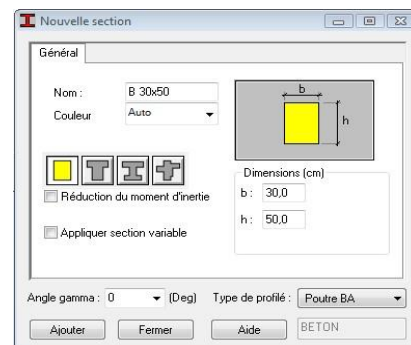 Nouvelle section
Général
Nom : B 30x50
Couleur Auto
b
h
Réduction du moment d'inertie
Appliquer section variable
Dimensions (cm)
b : 30,0
h : 50,0
Angle gamma : 0 (Deg) Type de profilé : Poutre BA
Ajouter Fermer Aide BETON